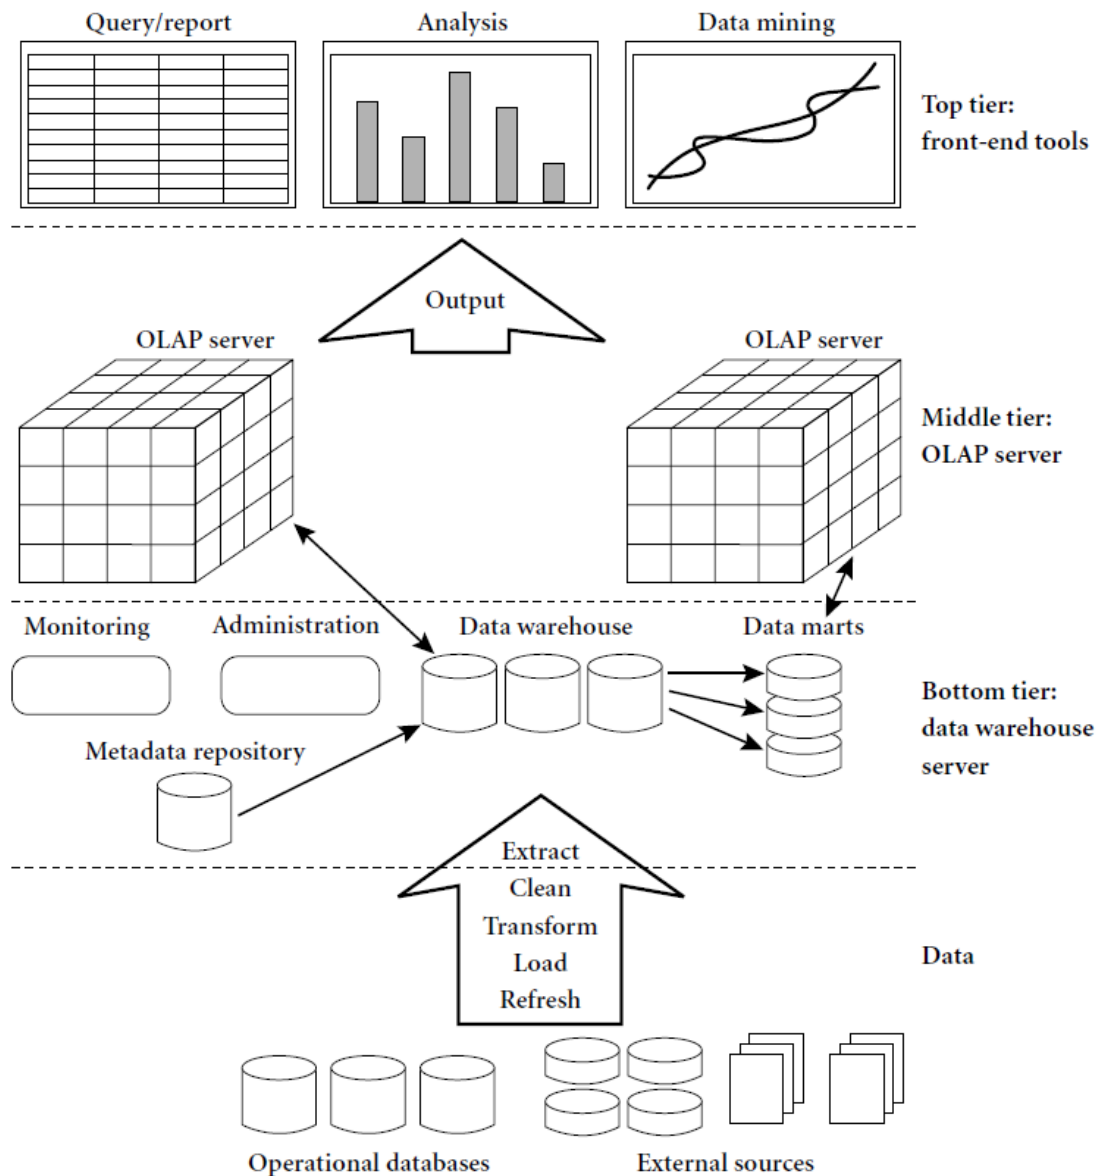 Query/report
Analysis
Data mining
Top tier:
front-end tools
Output
OLAP server
OLAP server
Middle tier:
OLAP server
Monitoring
Administration
Data warehouse
Data marts
Bottom tier:
data warehouse
server
Metadata repository
Extract
Clean
Transform
Load
Refresh
Data
Operational databases
External sources